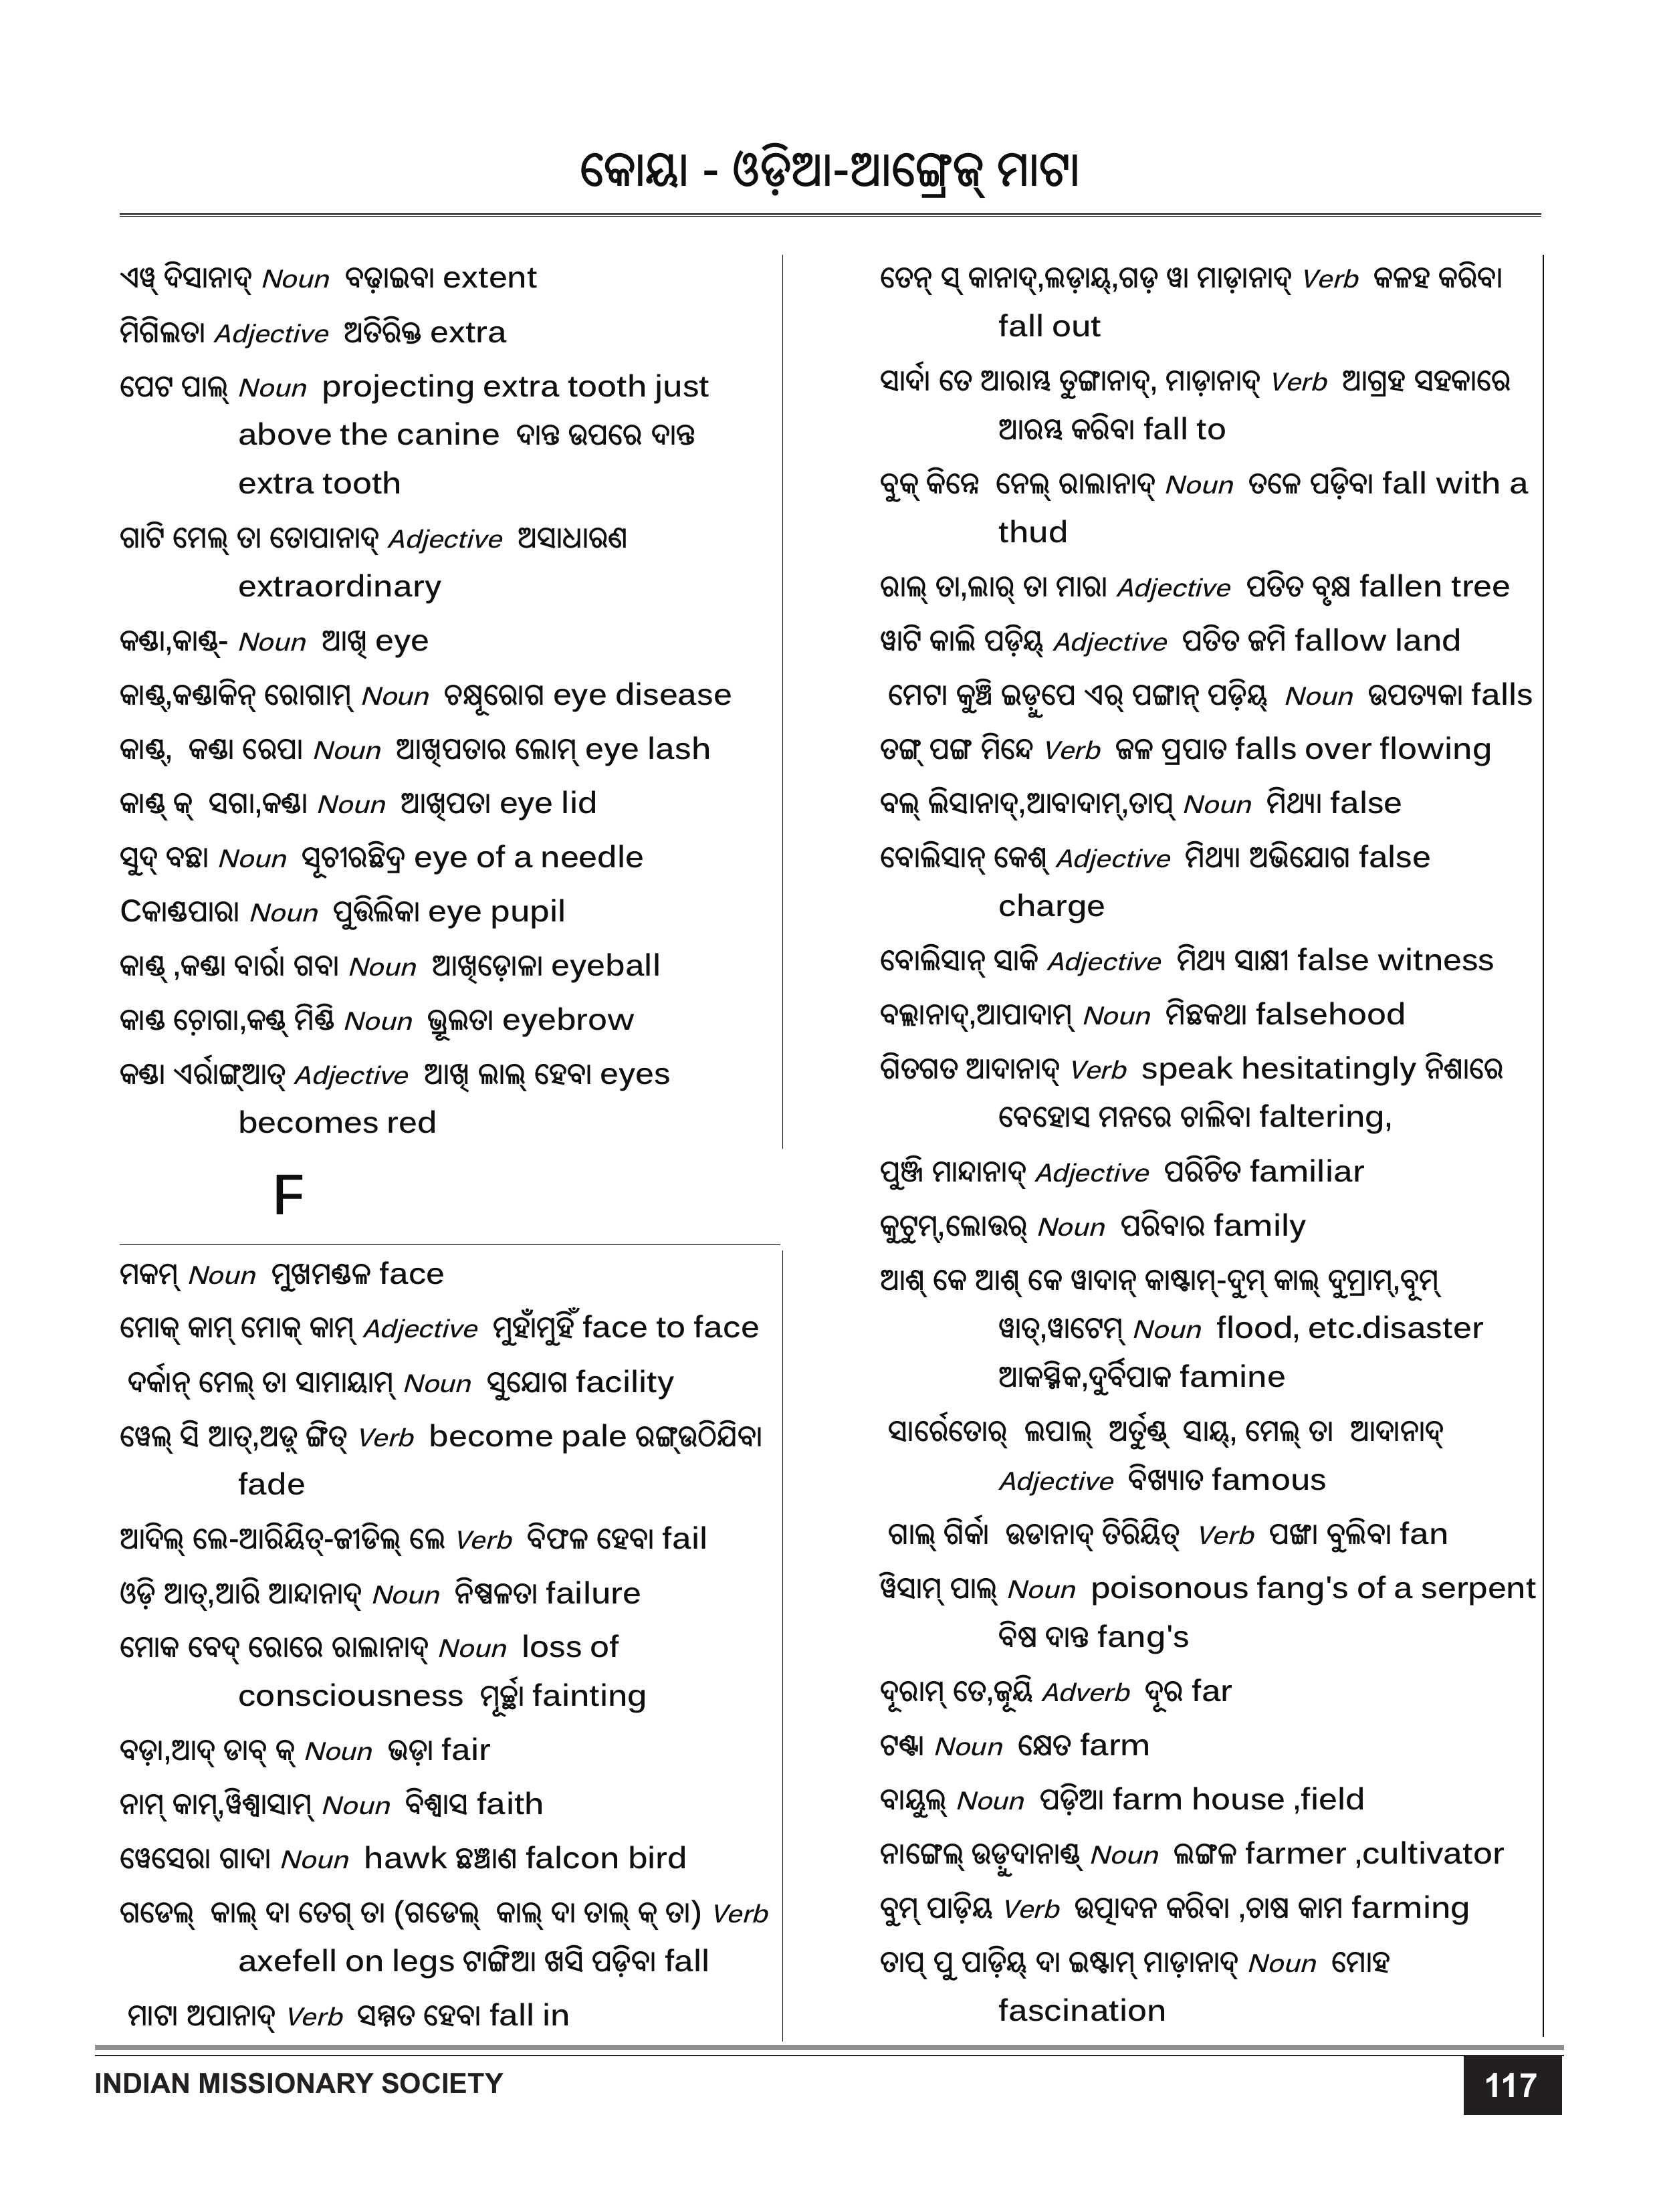 କୋୟା - ଓଡ଼ିଆ-ଆଙ୍ଗ୍ରେଜ୍ ମାଟା
ଏୱ୍ ଦିସାନାଦ୍ Noun ବଢ଼ାଇବା extent
ମିଗିଲତା Adjective ଅତିରିକ୍ତ extra
ପେଟ ପାଲ୍ Noun projecting extra tooth just
above the canine ଦାନ୍ତ ଉପରେ ଦାନ୍ତ
extra tooth
ଗାଟି ମେଲ୍ ତା ତୋପାନାଦ୍ Adjective ଅସାଧାରଣ
extraordinary
କଣ୍ଡା,କାଣ୍ଡ୍- Noun ଆଖି eye
କାଣ୍ଡ୍,କଣ୍ଡାକିନ୍ ରୋଗାମ୍ Noun ଚକ୍ଷୂରୋଗ eye disease
କାଣ୍ଡ୍, କଣ୍ଡା ରେପା Noun ଆଖିପତାର ଲୋମ୍ eye lash
କାଣ୍ଡ୍ କ୍ ସଗା,କଣ୍ଡା Noun ଆଖିପତା eye lid
ସୁଦ୍ ବଛା Noun ସୂଚୀରଛିଦ୍ର eye of a needle
Cକାଣ୍ଡପାରା Noun ପୁତ୍ତିଲିକା eye pupil
କାଣ୍ଡ୍ ,କଣ୍ଡା ବାର୍ରା ଗବା Noun ଆଖିଡ଼ୋଳା eyeball
କାଣ୍ଡ ଡ଼ୋଗା,କଣ୍ଡ୍ ମିଣ୍ଡି Noun ଭ୍ରୂଲତା eyebrow
କଣ୍ଡା ଏର୍ରାଙ୍ଗ୍ଆତ୍ Adjective ଆଖି ଲାଲ୍ ହେବା eyes
becomes red
F
ମକମ୍ Noun ମୁଖମଣ୍ଡଳ face
ମୋକ୍ କାମ୍ ମୋକ୍ କାମ୍ Adjective ମୁହାଁମୁହିଁ face to face
ଦର୍କାନ୍ ମେଲ୍ ତା ସାମାୟାମ୍ Noun ସୁଯୋଗ facility
ୱେଲ୍ ସି ଆତ୍,ଅଡ଼୍ ଙ୍ଗିତ୍ Verb become pale ରଙ୍ଗ୍ଉଠିଯିବା
fade
ଆଦିଲ୍ ଲେ-ଆରିୟିତ୍-ଜୀଡିଲ୍ ଲେ Verb ବିଫଳ ହେବା fail
ଓଡ଼ି ଆତ୍,ଆରି ଆନ୍ଦାନାଦ୍ Noun ନିଷ୍ପଳତା failure
ମୋକ ବେଦ୍ ରୋରେ ରାଲାନାଦ୍ Noun loss of
consciousness ମୂର୍ଚ୍ଛା fainting
ବଡ଼ା,ଆଦ୍ ଡାବ୍ କ୍ Noun ଭଡ଼ା fair
ନାମ୍ କାମ୍,ୱିଶ୍ଵାସାମ୍ Noun ବିଶ୍ଵାସ faith
ୱେସେରା ଗାଦା Noun hawk ଛଞ୍ଚାଣ falcon bird
ଗଡେଲ୍ କାଲ୍ ଦା ତେଗ୍ ତା (ଗଡେଲ୍ କାଲ୍ ଦା ତାଲ୍ କ୍ ତା) Verb
axefell on legs ଟାଙ୍ଗିଆ ଖସି ପଡ଼ିବା fall
ମାଟା ଅପାନାଦ୍ Verb ସମ୍ମତ ହେବା fall in
ତେନ୍ ସ୍ କାନାଦ୍,ଲଡ଼ାୟ୍,ଗଡ଼ ୱା ମାଡ଼ାନାଦ୍ Verb କଳହ କରିବା
fall out
ସାର୍ଦା ତେ ଆରାମ୍ଭ ତୁଙ୍ଗାନାଦ୍, ମାଡ଼ାନାଦ୍ Verb ଆଗ୍ରହ ସହକାରେ
ଆରମ୍ଭ କରିବା fall to
ବୁକ୍ କିନ୍ନେ ନେଲ୍ ରାଲାନାଦ୍ Noun ତଳେ ପଡ଼ିବା fall with a
thud
ରାଲ୍ ତା,ଲାର୍ ତା ମାରା Adjective ପତିତ ବୃକ୍ଷ fallen tree
ୱାଟି କାଲି ପଡ଼ିୟ୍ Adjective ପତିତ ଜମି fallow land
ମେଟା କୁଞ୍ଚି ଇଡ଼ୁପେ ଏର୍ ପଙ୍ଗାନ୍ ପଡ଼ିୟ୍ Noun ଉପତ୍ୟକା falls
ତଙ୍ଗ୍ ପଙ୍ଗ ମିନ୍ଦେ Verb ଜଳ ପ୍ରପାତ falls over flowing
ବଲ୍ ଲିସାନାଦ୍,ଆବାଦାମ୍,ତାପ୍ Noun ମିଥ୍ୟା false
ବୋଲିସାନ୍ କେଶ୍ Adjective ମିଥ୍ୟା ଅଭିଯୋଗ false
charge
ବୋଲିସାନ୍ ସାକି Adjective ମିଥ୍ୟ ସାକ୍ଷୀ false witness
ବଲ୍ଲାନାଦ୍,ଆପାଦାମ୍ Noun ମିଛକଥା falsehood
ଗିତଗତ ଆଦାନାଦ୍ Verb speak hesitatingly ନିଶାରେ
ବେହୋସ ମନରେ ଚାଲିବା faltering,
ପୁଞ୍ଜି ମାନ୍ଦାନାଦ୍ Adjective ପରିଚିତ familiar
କୁଟୁମ୍,ଲୋଉର୍ Noun ପରିବାର family
ଆଶ୍ କେ ଆଶ୍ କେ ୱାଦାନ୍ କାଷ୍ଟାମ୍-ଦୁମ୍ କାଲ୍ ଦୁମ୍ରାମ୍,ବୂମ୍
ୱାତ୍,ୱାଟେମ୍ Noun flood, etc.disaster
ଆକସ୍ମିକ,ଦୁର୍ବିପାକ famine
ସାର୍ରେତୋର୍ ଲପାଲ୍ ଅର୍ତୁଣ୍ଡ୍ ସାୟ୍, ମେଲ୍ ତା ଆଦାନାଦ୍
Adjective ବିଖ୍ୟାତ famous
ଗାଲ୍ ଗିର୍କା ଉଡାନାଦ୍ ତିରିୟିତ୍ Verb ପଙ୍ଖା ବୁଲିବା fan
ୱିସାମ୍ ପାଲ୍ Noun poisonous fang's of a serpent
ବିଷ ଦାନ୍ତ fang's
ଦୂରାମ୍ ତେ,ଜୂୟି Adverb ଦୂର far
ଟଣ୍ଟା Noun କ୍ଷେତ farm
ବାୟୁଲ୍ Noun ପଡ଼ିଆ farm house ,field
ନାଙ୍ଗେଲ୍ ଉଡ଼ୁଦାନାଣ୍ଡ୍ Noun ଲଙ୍ଗଳ farmer ,cultivator
ବୁମ୍ ପାଡ଼ିୟ Verb ଉତ୍ପାଦନ କରିବା ,ଚାଷ କାମ farming
ତାପ୍ ପୁ ପାଡ଼ିୟ୍ ଦା ଇଷ୍ଟାମ୍ ମାଡ଼ାନାଦ୍ Noun ମୋହ
fascination
INDIAN MISSIONARY SOCIETY
117